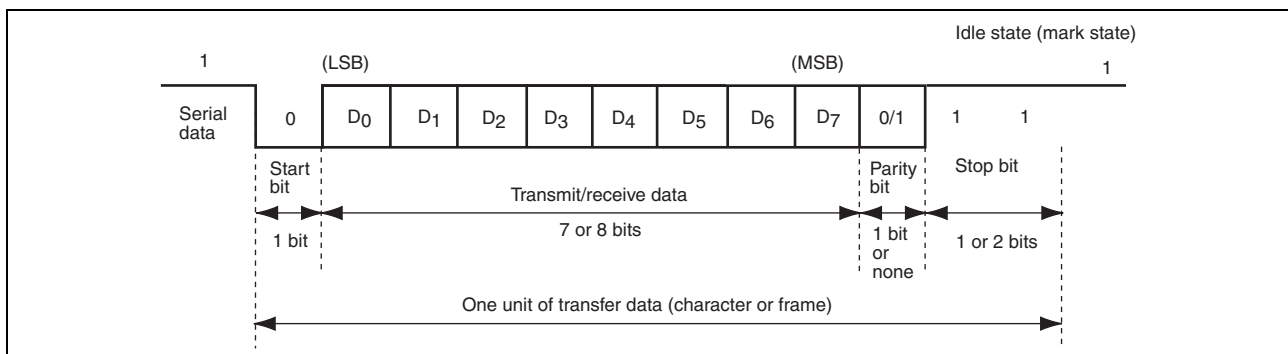 Idle state (mark state)
1 (LSB) (MSB) 1
Serial data 0 D0 D1 D2 D3 D4 D5 D6 D7 0/1 1 1
Start bit
Transmit/receive data
Parity bit
Stop bit
1 bit
7 or 8 bits
1 bit or none
1 or 2 bits
One unit of transfer data (character or frame)